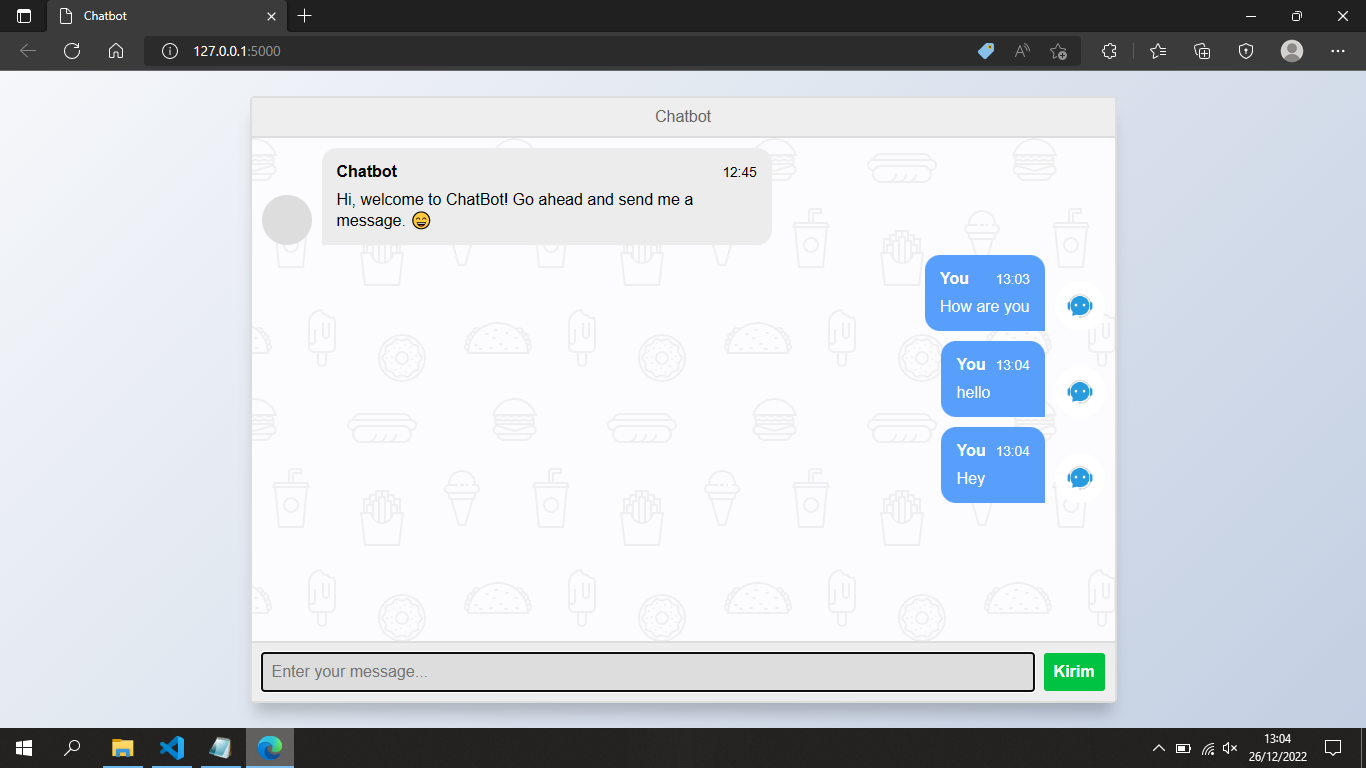 Chatbot
127.0.0.1:5000
Chatbot
Chatbot 12:45
Hi, welcome to ChatBot! Go ahead and send me a
message. 😄
You 13:03
How are you
You 13:04
hello
You 13:04
Hey
Enter your message...
Kirim
13:04
26/12/2022